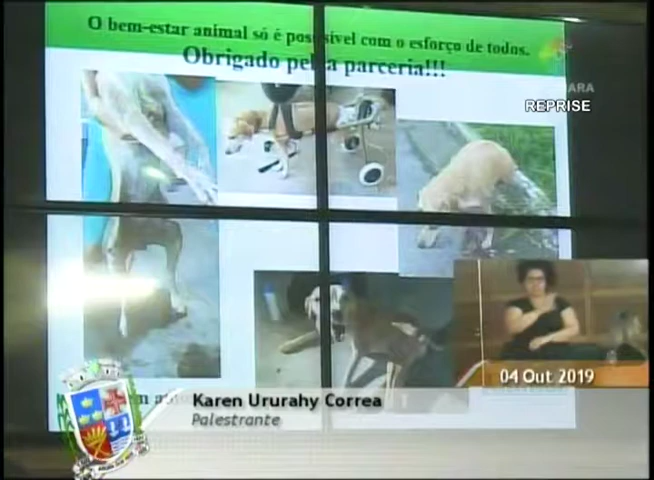 O bem-estar animal só é possível com o esforço de todos.
Obrigado pela a parceria!!!
REPRISE
04 Out 2019
Karen Ururahy Correa
Palestrante